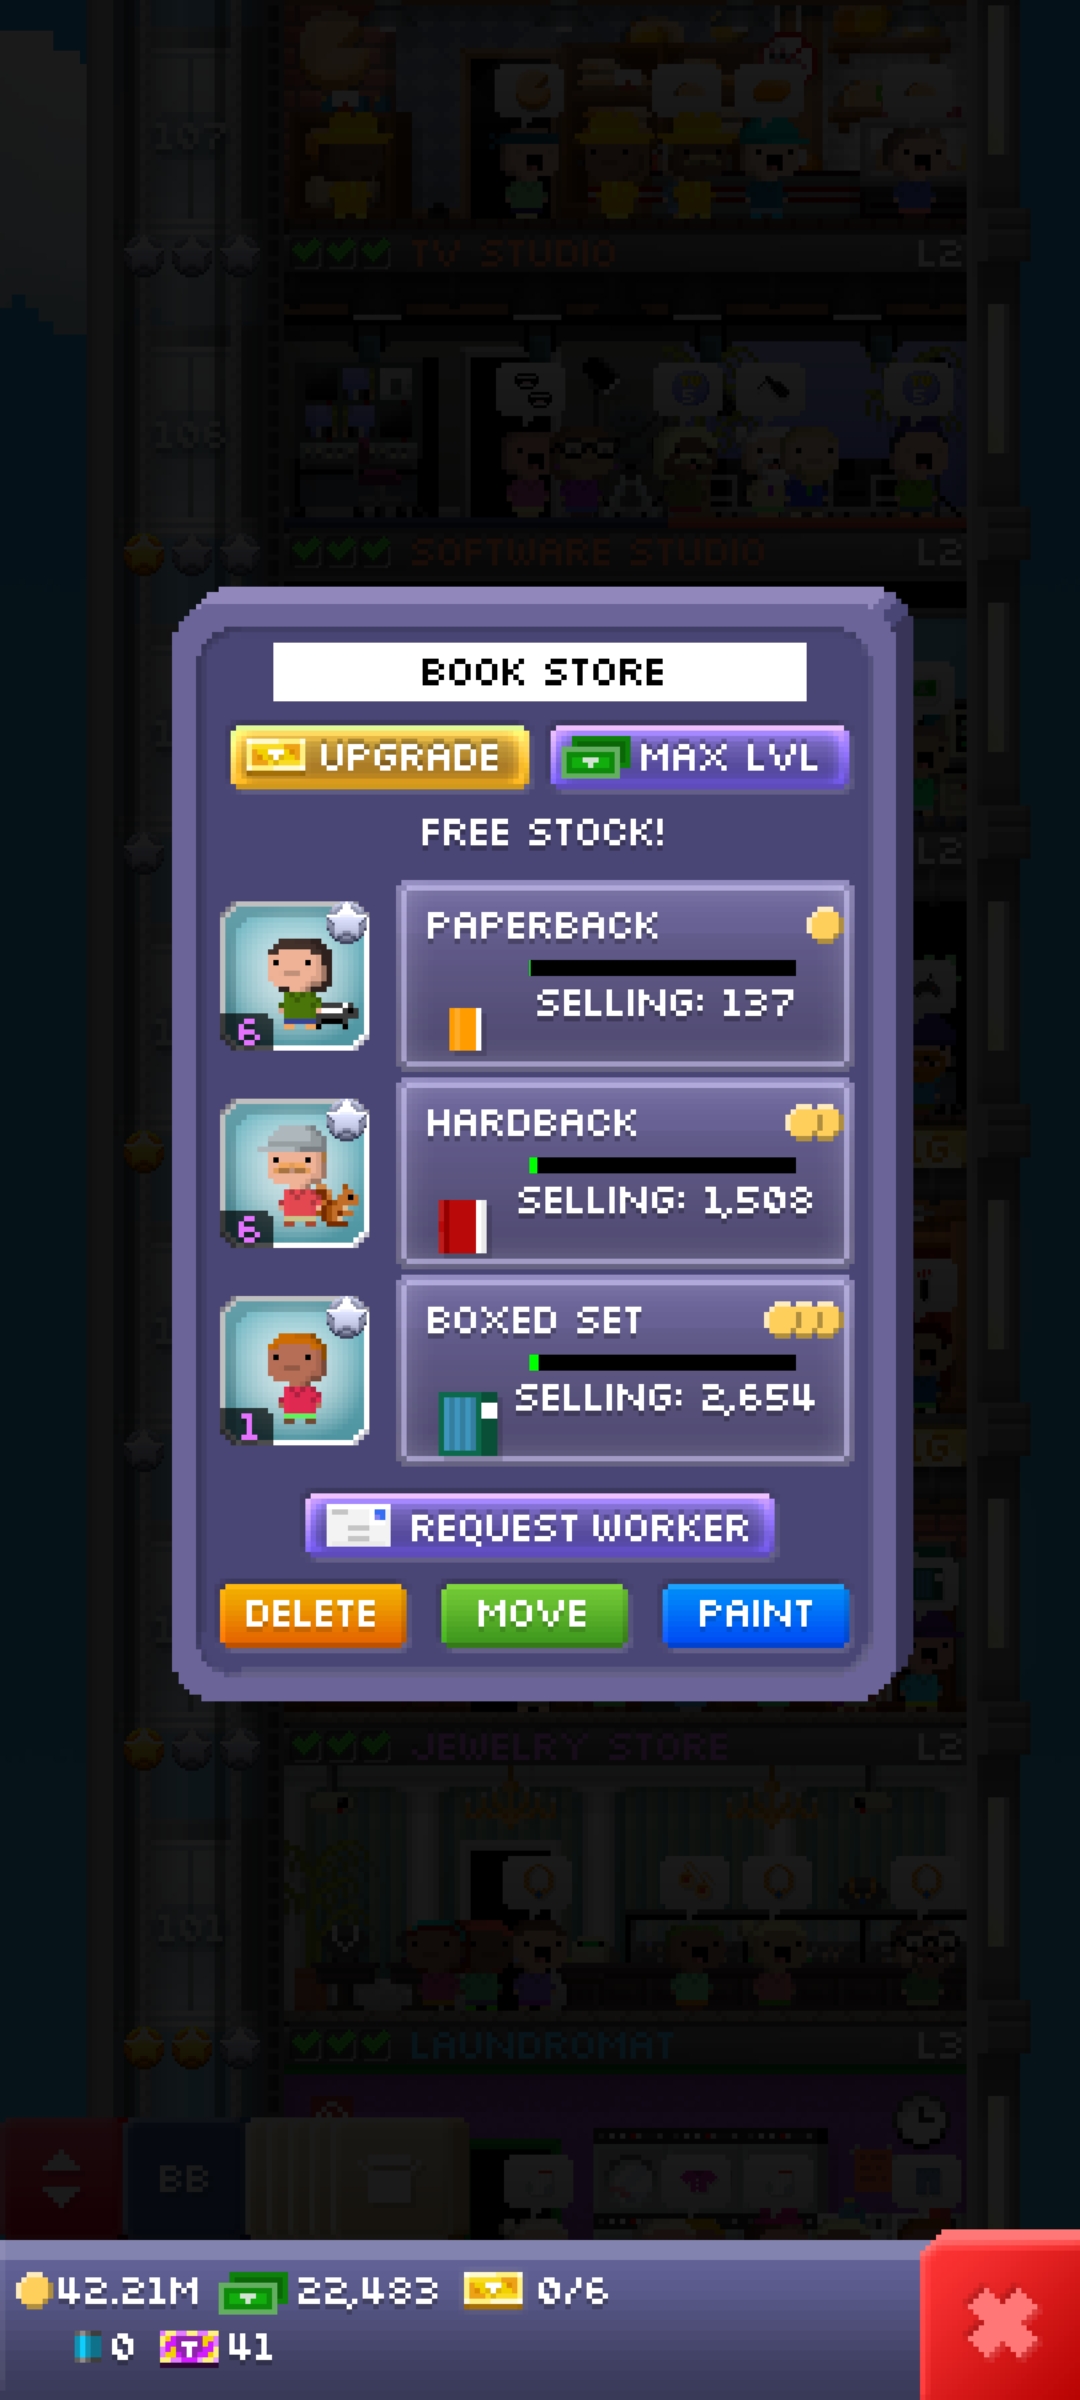 107
TV STUDIO L2
106
SOFTWARE STUDIO L2
BOOK STORE
UPGRADE MAX LVL
FREE STOCK!
L2
PAPERBACK
SELLING: 137
6
HARDBACK
SELLING: 1,508
6
BOXED SET
SELLING: 2,654
1
REQUEST WORKER
DELETE MOVE PAINT
JEWELRY STORE L2
101
LAUNDROMAT L3
BB
42.21M 22,483 0/6
0 41